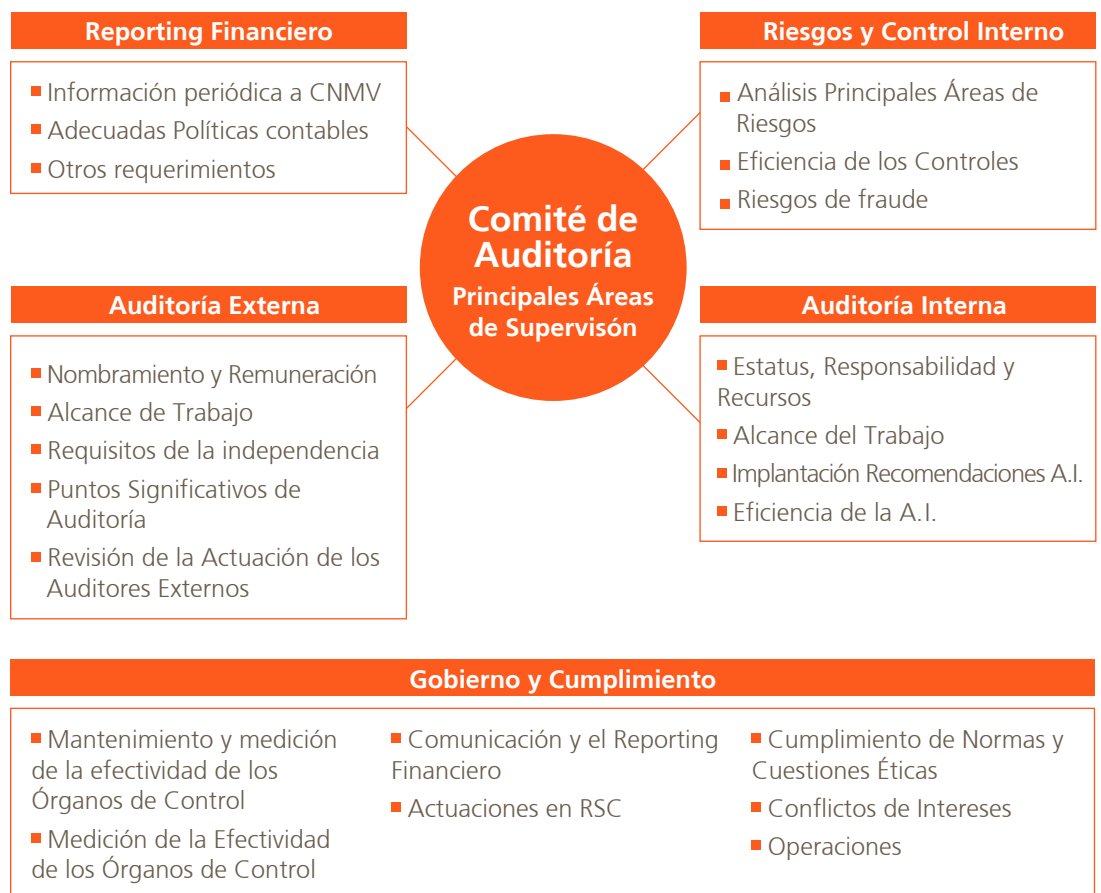 Reporting Financiero
Información periódica a CNMV
Adecuadas Políticas contables
Otros requerimientos
Riesgos y Control Interno
Análisis Principales Áreas de
Riesgos
Eficiencia de los Controles
Riesgos de fraude
Comité de
Auditoría
Principales Áreas
de Supervisón
Auditoría Externa
Nombramiento y Remuneración
Alcance de Trabajo
Requisitos de la independencia
Puntos Significativos de
Auditoría
Revisión de la Actuación de los
Auditores Externos
Auditoría Interna
Estatus, Responsabilidad y
Recursos
Alcance del Trabajo
Implantación Recomendaciones A.I.
Eficiencia de la A.I.
Gobierno y Cumplimiento
Mantenimiento y medición
de la efectividad de los
Órganos de Control
Medición de la Efectividad
de los Órganos de Control
Comunicación y el Reporting
Financiero
Actuaciones en RSC
Cumplimiento de Normas y
Cuestiones Éticas
Conflictos de Intereses
Operaciones